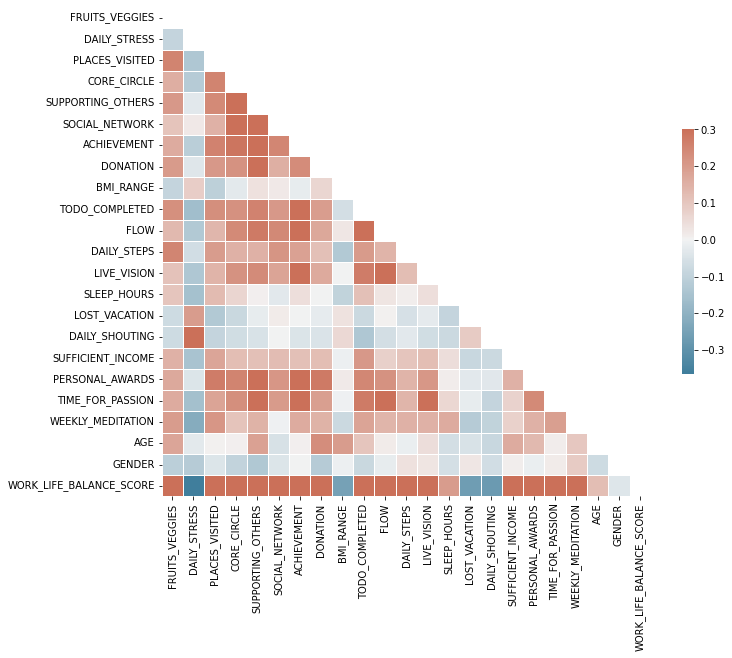 FRUITS_VEGGIES
DAILY_STRESS
PLACES_VISITED
CORE_CIRCLE
SUPPORTING_OTHERS
SOCIAL_NETWORK
ACHIEVEMENT
DONATION
BMI_RANGE
TODO_COMPLETED
FLOW
DAILY_STEPS
LIVE_VISION
SLEEP_HOURS
LOST_VACATION
DAILY_SHOUTING
SUFFICIENT_INCOME
PERSONAL_AWARDS
TIME_FOR_PASSION
WEEKLY_MEDITATION
AGE
GENDER
WORK_LIFE_BALANCE_SCORE
FRUITS_VEGGIES
DAILY_STRESS
PLACES_VISITED
CORE_CIRCLE
SUPPORTING_OTHERS
SOCIAL_NETWORK
ACHIEVEMENT
DONATION
BMI_RANGE
TODO_COMPLETED
FLOW
DAILY_STEPS
LIVE_VISION
SLEEP_HOURS
LOST_VACATION
DAILY_SHOUTING
SUFFICIENT_INCOME
PERSONAL_AWARDS
TIME_FOR_PASSION
WEEKLY_MEDITATION
AGE
GENDER
WORK_LIFE_BALANCE_SCORE
0.3
0.2
0.1
0.0
−0.1
−0.2
−0.3